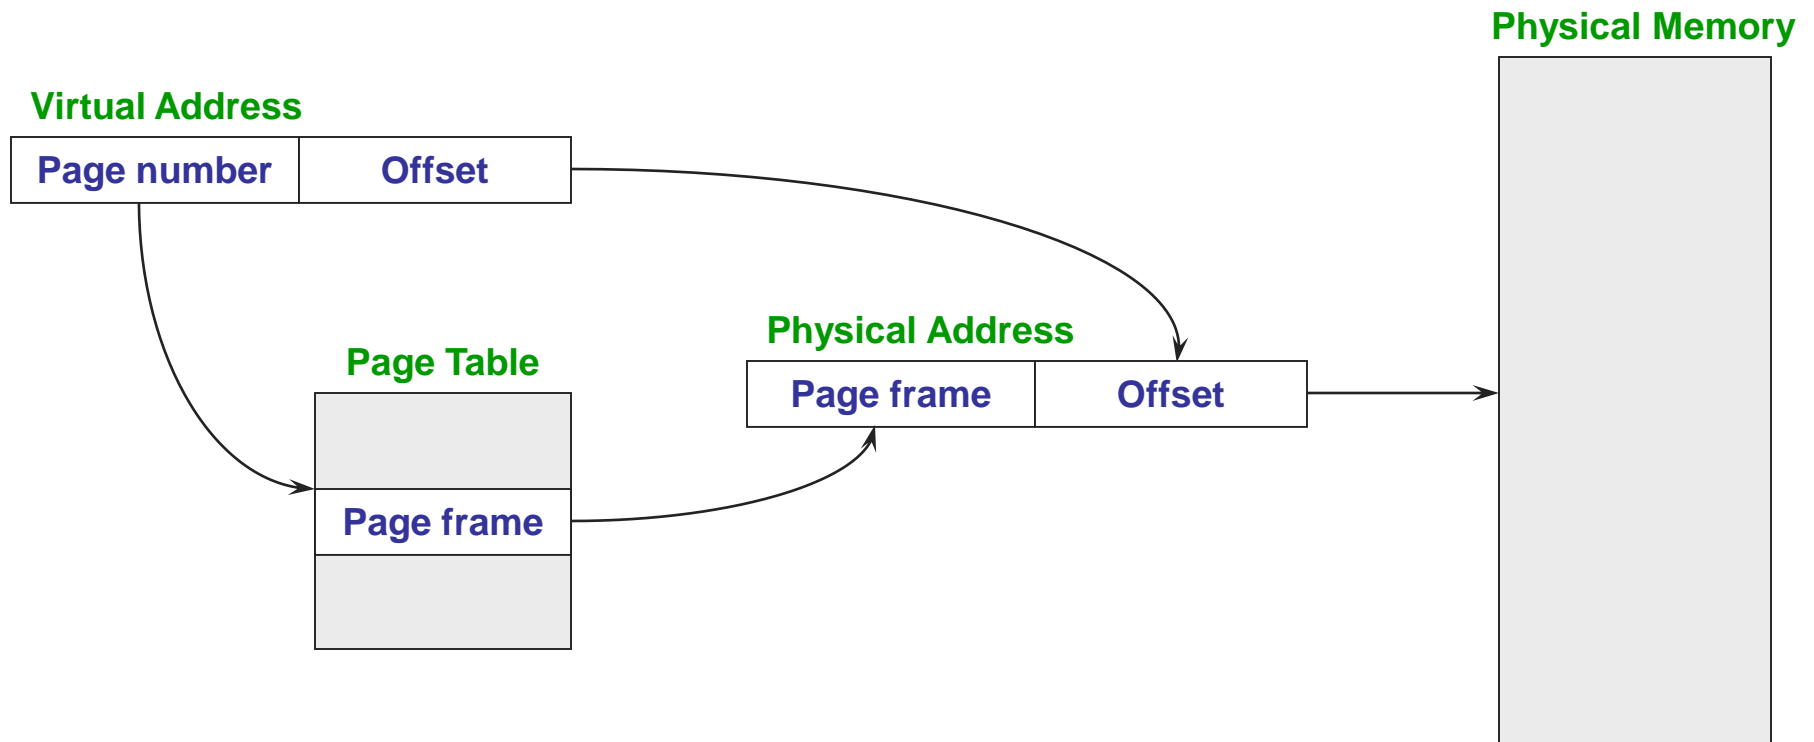 Physical Memory
Virtual Address
Page number Offset
Physical Address
Page Table
Page frame Offset
Page frame